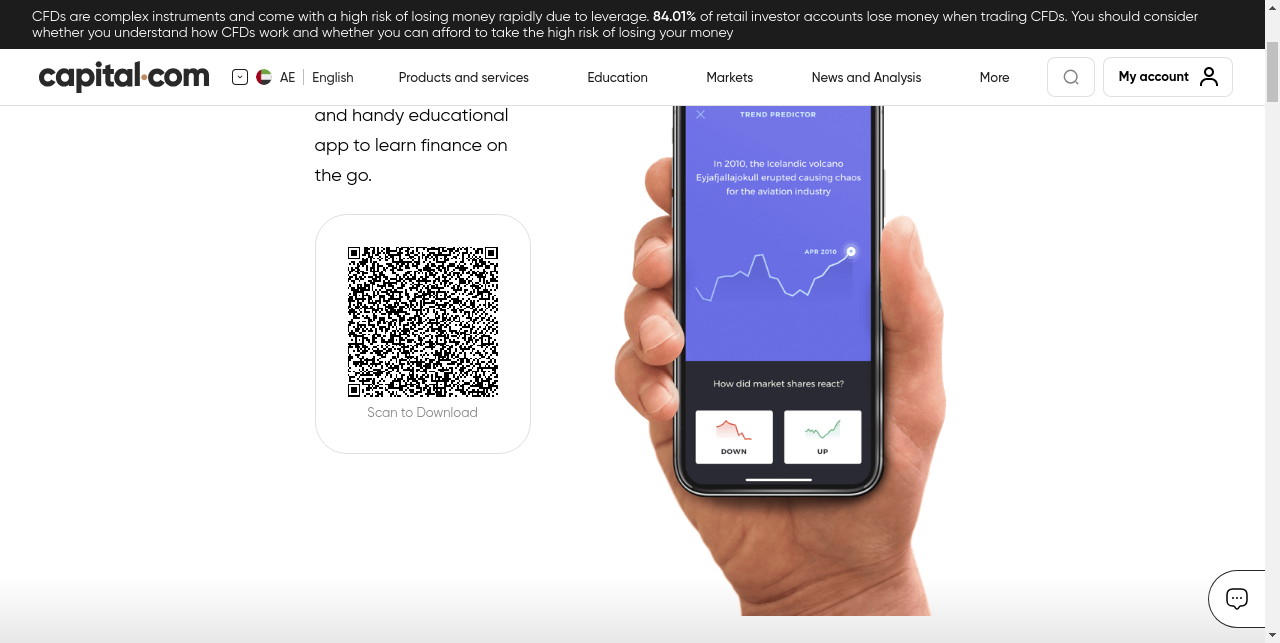 CFDs are complex instruments and come with a high risk of losing money rapidly due to leverage. 84.01% of retail investor accounts lose money when trading CFDs. You should consider
whether you understand how CFDs work and whether you can afford to take the high risk of losing your money
capital.com
AE English
Products and services
Education
Markets
News and Analysis
More
My account
and handy educational
app to learn finance on
the go.
Scan to Download
TREND PREDICTOR
In 2010, the Icelandic volcano
Eyjafjallajokull erupted causing chaos
for the aviation industry
APR 2010
How did market shares react?
DOWN
UP